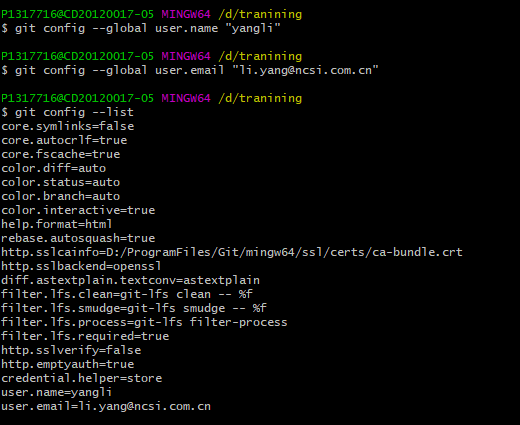 P1317716@CD20120017-05 MINGW64 /d/tranining
$ git config --global user.name "yangli"
P1317716@CD20120017-05 MINGW64 /d/tranining
$ git config --global user.email "li.yang@ncsi.com.cn"
P1317716@CD20120017-05 MINGW64 /d/tranining
$ git config --list
core.symlinks=false
core.autocrlf=true
core.fscache=true
color.diff=auto
color.status=auto
color.branch=auto
color.interactive=true
help.format=html
rebase.autosquash=true
http.sslcainfo=D:/ProgramFiles/Git/mingw64/ssl/certs/ca-bundle.crt
http.sslbackend=openssl
diff.astextplain.textconv=astextplain
filter.lfs.clean=git-lfs clean -- %f
filter.lfs.smudge=git-lfs smudge -- %f
filter.lfs.process=git-lfs filter-process
filter.lfs.required=true
http.sslverify=false
http.emptyauth=true
credential.helper=store
user.name=yangli
user.email=li.yang@ncsi.com.cn